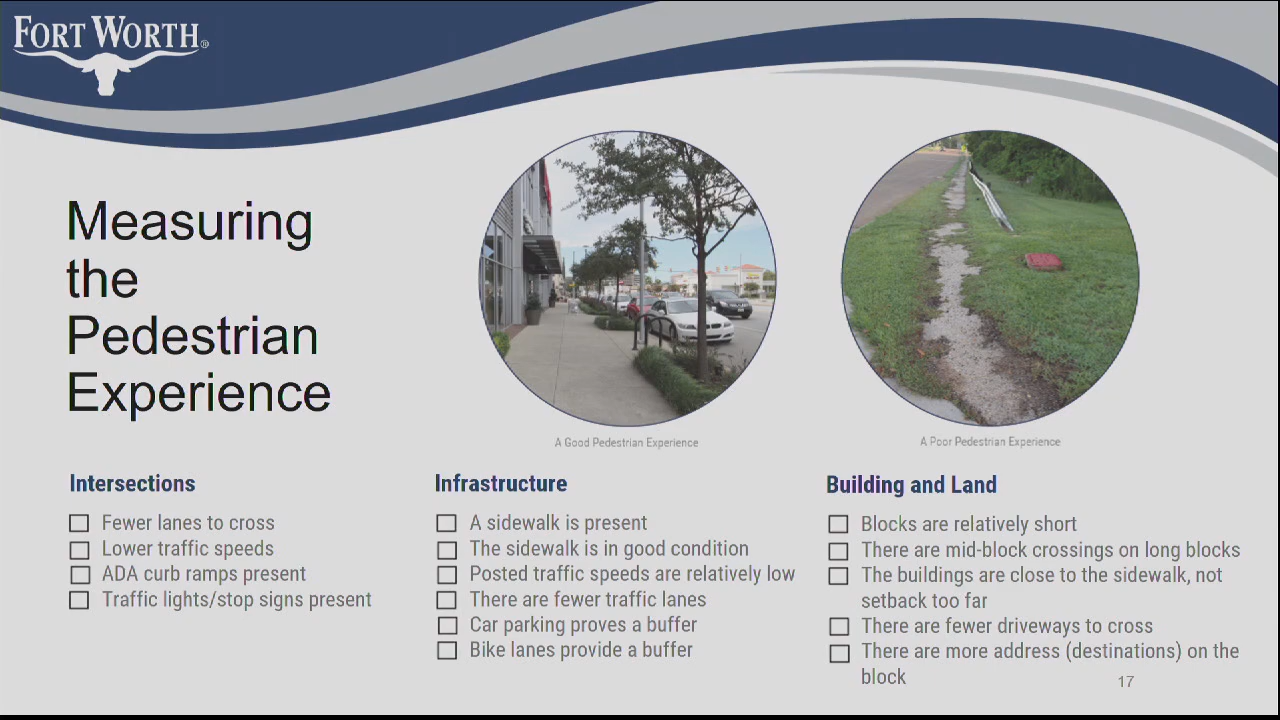 FORT WORTH®
Measuring
the
Pedestrian
Experience
A Good Pedestrian Experience
A Poor Pedestrian Experience
Intersections
Fewer lanes to cross
Lower traffic speeds
ADA curb ramps present
Traffic lights/stop signs present
Infrastructure
A sidewalk is present
The sidewalk is in good condition
Posted traffic speeds are relatively low
There are fewer traffic lanes
Car parking proves a buffer
Bike lanes provide a buffer
Building and Land
Blocks are relatively short
There are mid-block crossings on long blocks
The buildings are close to the sidewalk, not
setback too far
There are fewer driveways to cross
There are more address (destinations) on the
block
17